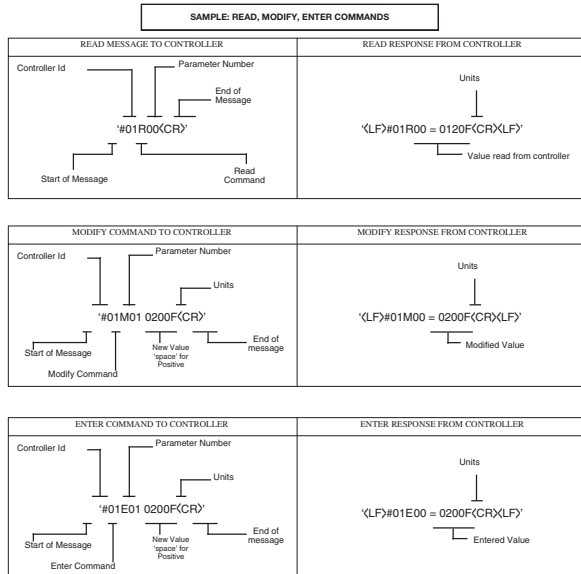 SAMPLE: READ, MODIFY, ENTER COMMANDS
READ MESSAGE TO CONTROLLER
Controller Id
Parameter Number
End of
Message
'#01R00<CR>'
Start of Message
Read
Command
READ RESPONSE FROM CONTROLLER
Units
'<LF>#01R00 = 0120F<CR><LF>'
Value read from controller
MODIFY COMMAND TO CONTROLLER
Controller Id
Parameter Number
Units
'#01M01 0200F<CR>'
Start of Message
New Value
'space' for
Positive
End of
message
Modify Command
MODIFY RESPONSE FROM CONTROLLER
Units
'<LF>#01M00 = 0200F<CR><LF>'
Modified Value
ENTER COMMAND TO CONTROLLER
Controller Id
Parameter Number
Units
'#01E01 0200F<CR>'
Start of Message
New Value
'space' for
Positive
End of
message
Enter Command
ENTER RESPONSE FROM CONTROLLER
Units
'<LF>#01E00 = 0200F<CR><LF>'
Entered Value